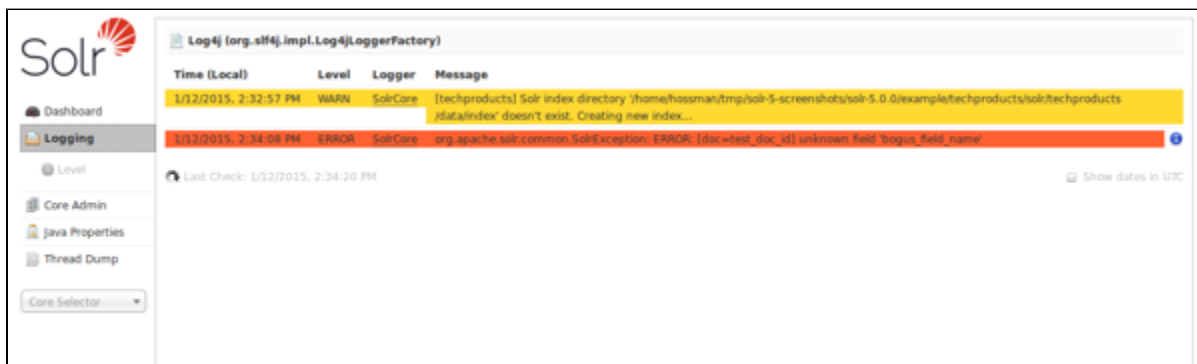 Solr
Dashboard
Logging
Level
Core Admin
Java Properties
Thread Dump
Core Selector
Log4j (org.slf4j.impl.Log4jLoggerFactory)
Time (Local) Level Logger Message
1/12/2015, 2:32:57 PM WARN SolrCore [techproducts] Solr index directory '/home/hossman/tmp/solr-5-screenshots/solr-5.0.0/example/techproducts/solr/techproducts
/data/index' doesn't exist. Creating new index...
1/12/2015, 2:34:08 PM ERROR SolrCore org.apache.solr.common.SolrException: ERROR: [doc=test_doc_id] unknown field 'bogus_field_name'
Last Check: 1/12/2015, 2:34:20 PM
Show dates in UTC